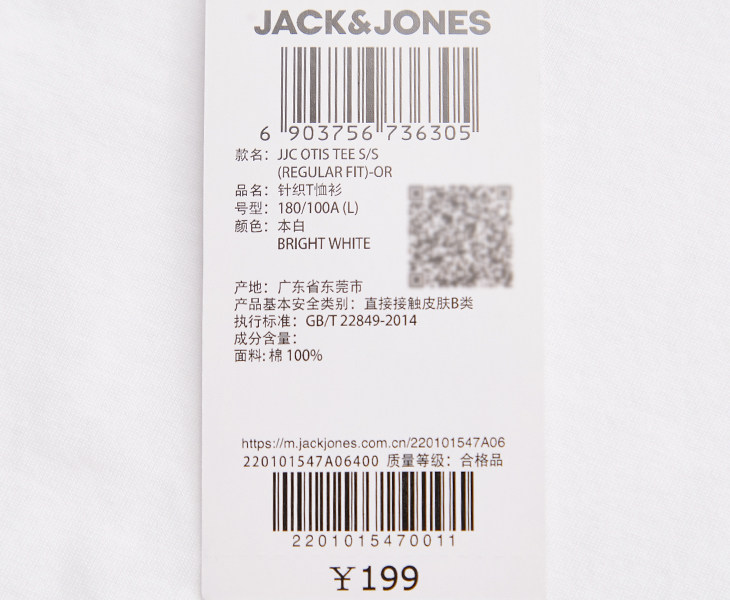 JACK&JONES
6 903756 736305
款名：JJC OTIS TEE S/S
(REGULAR FIT)-OR
品名：针织T恤衫
号型：180/100A (L)
颜色：本白
BRIGHT WHITE
产地：广东省东莞市
产品基本安全类别：直接接触皮肤B类
执行标准：GB/T 22849-2014
成分含量：
面料: 棉 100%
https://m.jackjones.com.cn/220101547A06
220101547A06400 质量等级：合格品
2201015470011
￥199